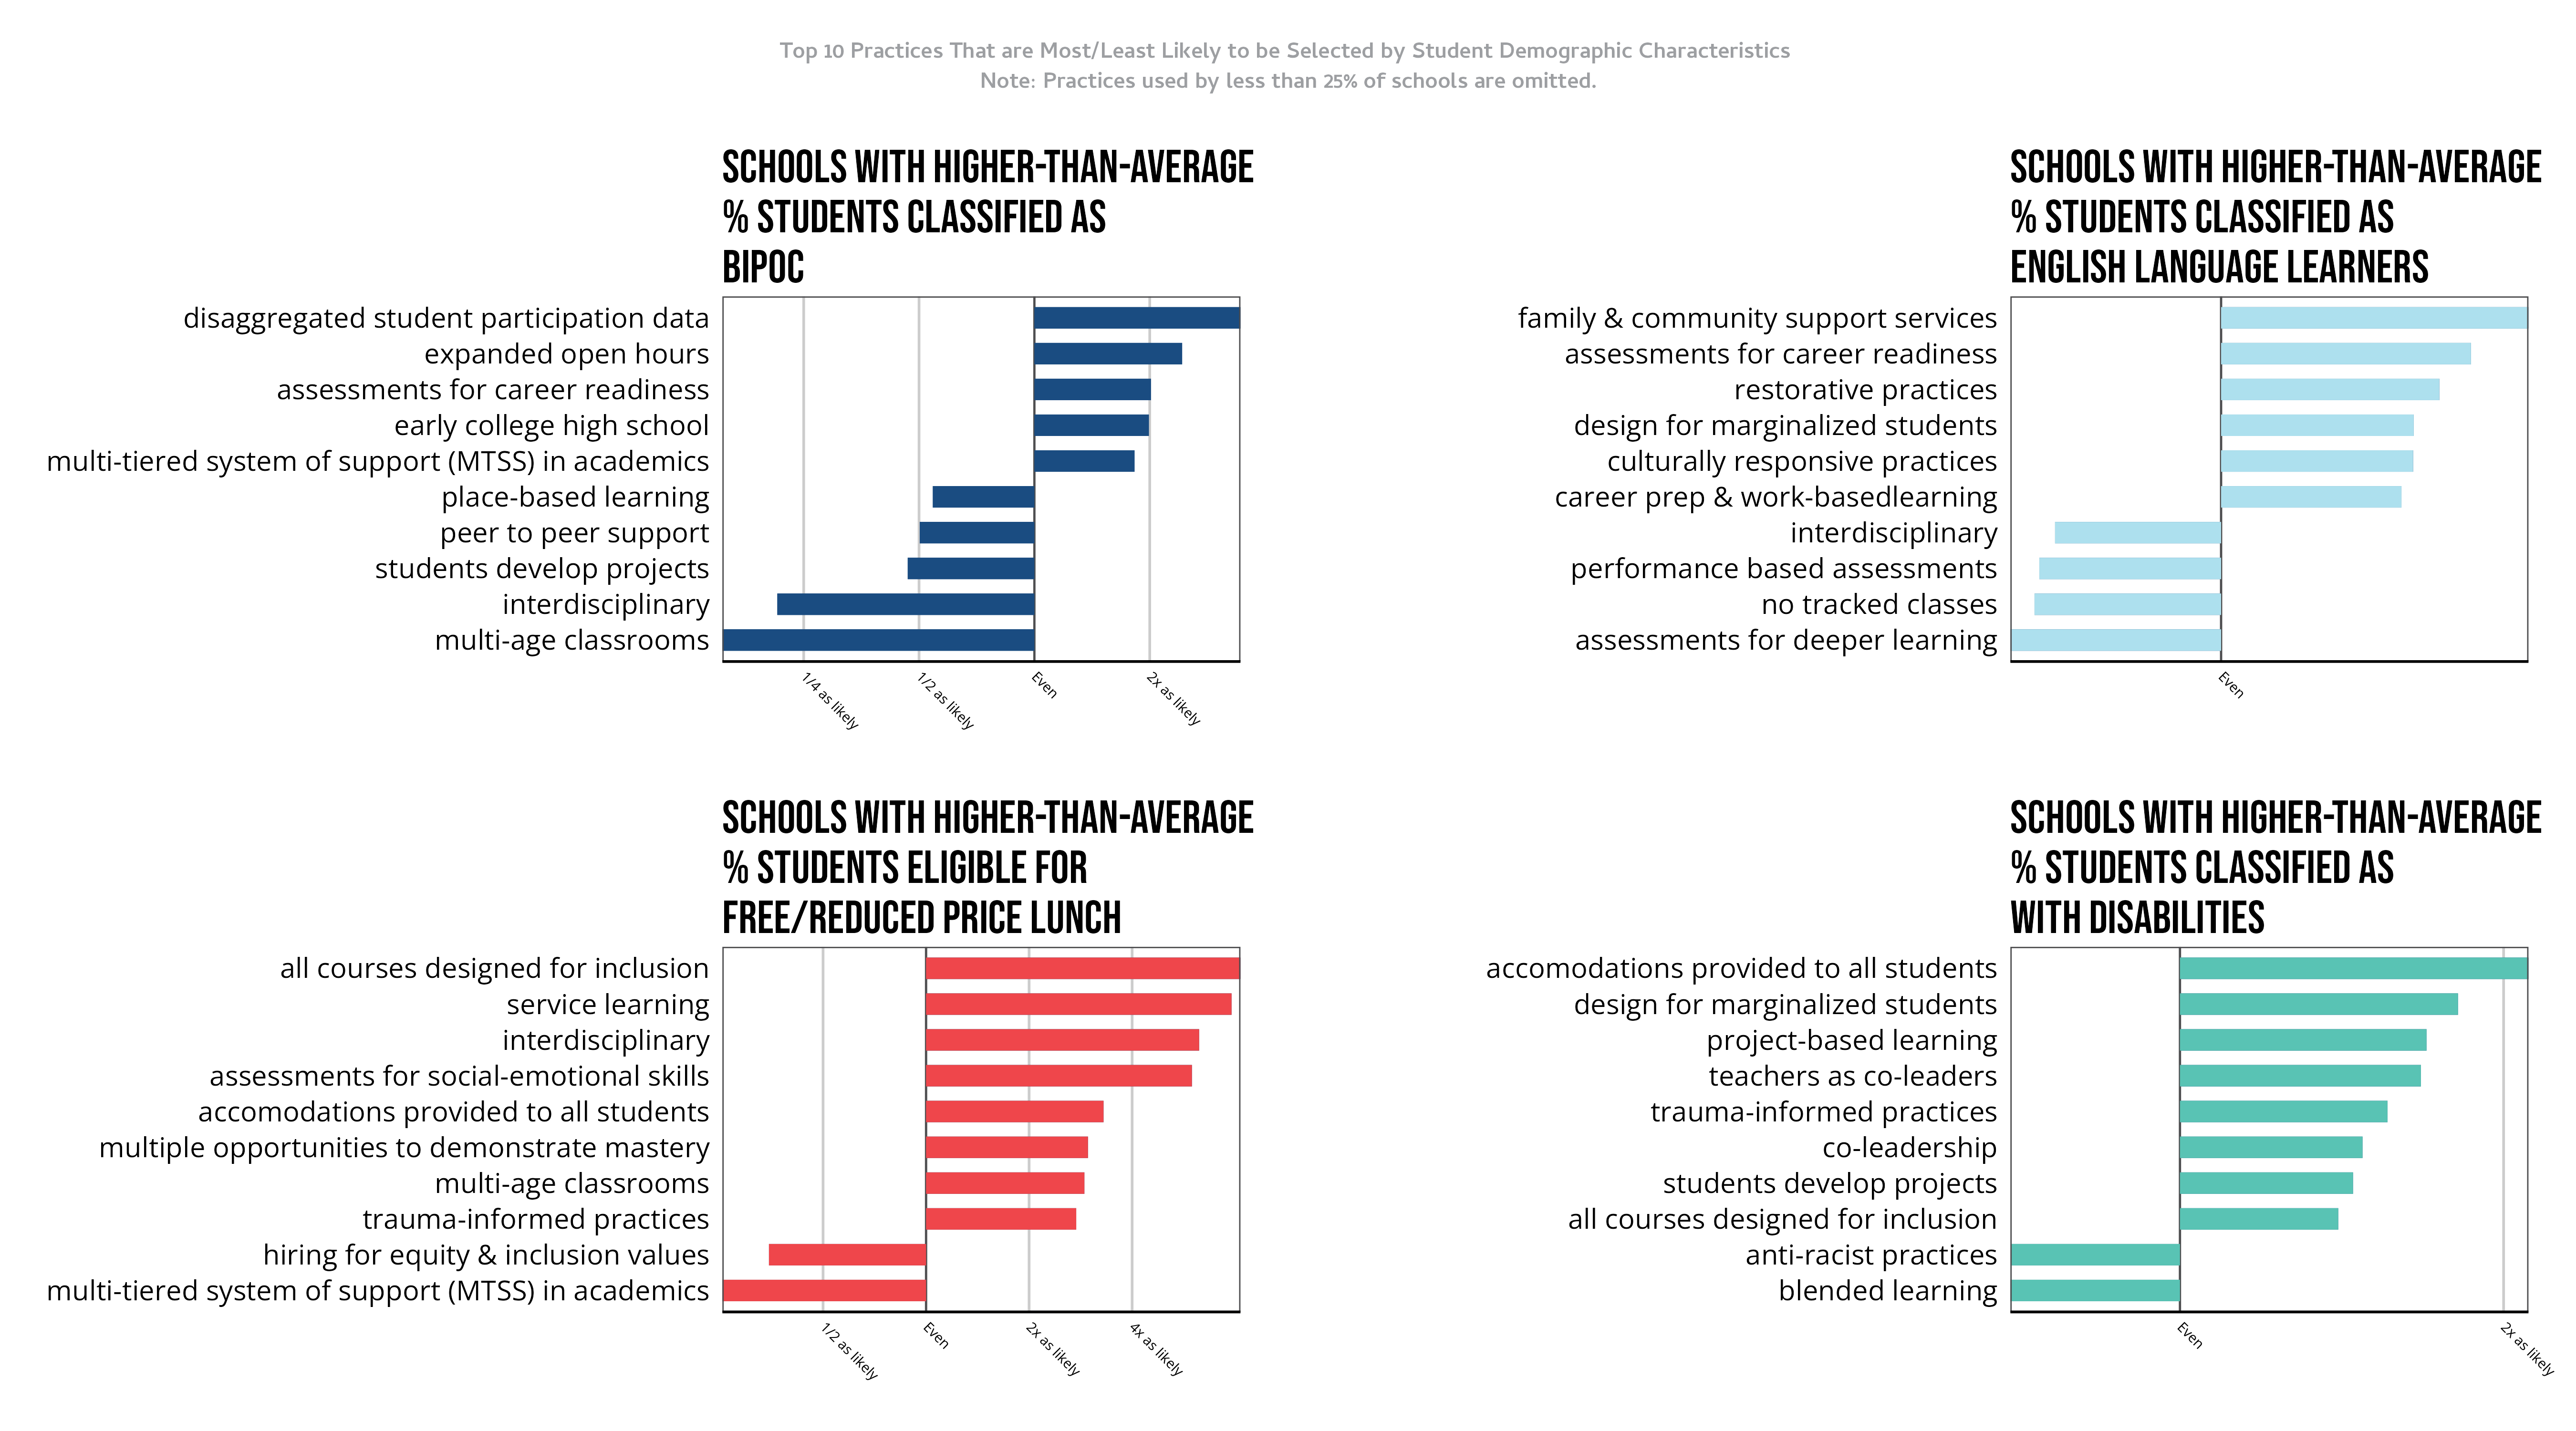 Top 10 Practices That are Most/Least Likely to be Selected by Student Demographic Characteristics
Note: Practices used by less than 25% of schools are omitted.
SCHOOLS WITH HIGHER-THAN-AVERAGE
% STUDENTS CLASSIFIED AS
BIPOC
disaggregated student participation data
expanded open hours
assessments for career readiness
early college high school
multi-tiered system of support (MTSS) in academics
place-based learning
peer to peer support
students develop projects
interdisciplinary
multi-age classrooms
1/4 as likely
1/2 as likely
Even
2x as likely
SCHOOLS WITH HIGHER-THAN-AVERAGE
% STUDENTS CLASSIFIED AS
ENGLISH LANGUAGE LEARNERS
family & community support services
assessments for career readiness
restorative practices
design for marginalized students
culturally responsive practices
career prep & work-basedlearning
interdisciplinary
performance based assessments
no tracked classes
assessments for deeper learning
Even
SCHOOLS WITH HIGHER-THAN-AVERAGE
% STUDENTS ELIGIBLE FOR
FREE/REDUCED PRICE LUNCH
all courses designed for inclusion
service learning
interdisciplinary
assessments for social-emotional skills
accomodations provided to all students
multiple opportunities to demonstrate mastery
multi-age classrooms
trauma-informed practices
hiring for equity & inclusion values
multi-tiered system of support (MTSS) in academics
1/2 as likely
Even
2x as likely
4x as likely
SCHOOLS WITH HIGHER-THAN-AVERAGE
% STUDENTS CLASSIFIED AS
WITH DISABILITIES
accomodations provided to all students
design for marginalized students
project-based learning
teachers as co-leaders
trauma-informed practices
co-leadership
students develop projects
all courses designed for inclusion
anti-racist practices
blended learning
Even
2x as likely